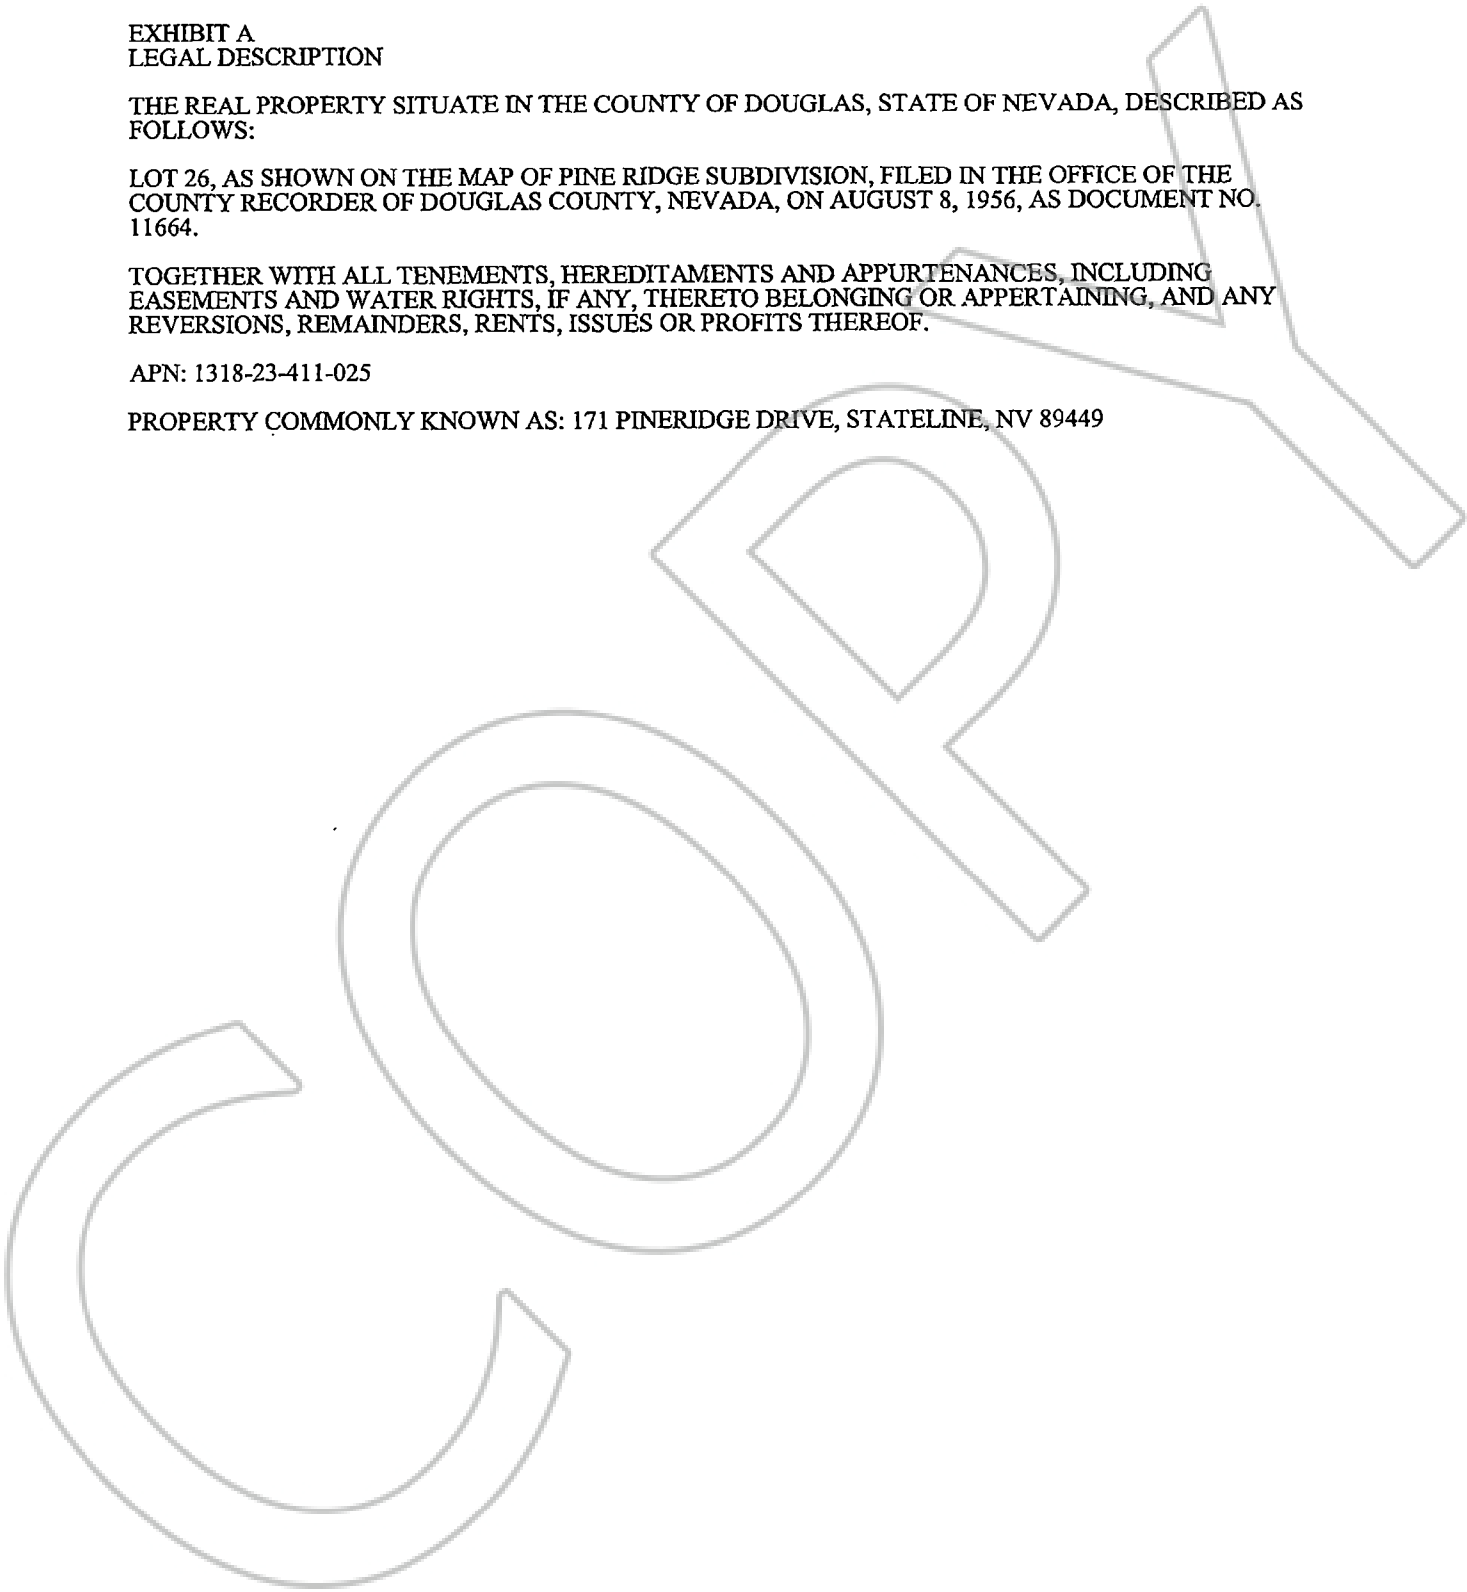 EXHIBIT A
LEGAL DESCRIPTION
THE REAL PROPERTY SITUATE IN THE COUNTY OF DOUGLAS, STATE OF NEVADA, DESCRIBED AS
FOLLOWS:
LOT 26, AS SHOWN ON THE MAP OF PINE RIDGE SUBDIVISION, FILED IN THE OFFICE OF THE
COUNTY RECORDER OF DOUGLAS COUNTY, NEVADA, ON AUGUST 8, 1956, AS DOCUMENT NO.
11664.
TOGETHER WITH ALL TENEMENTS, HEREDITAMENTS AND APPURTENANCES, INCLUDING
EASEMENTS AND WATER RIGHTS, IF ANY, THERETO BELONGING OR APPERTAINING, AND ANY
REVERSIONS, REMAINDERS, RENTS, ISSUES OR PROFITS THEREOF.
APN: 1318-23-411-025
PROPERTY COMMONLY KNOWN AS: 171 PINERIDGE DRIVE, STATELINE, NV 89449
COPY